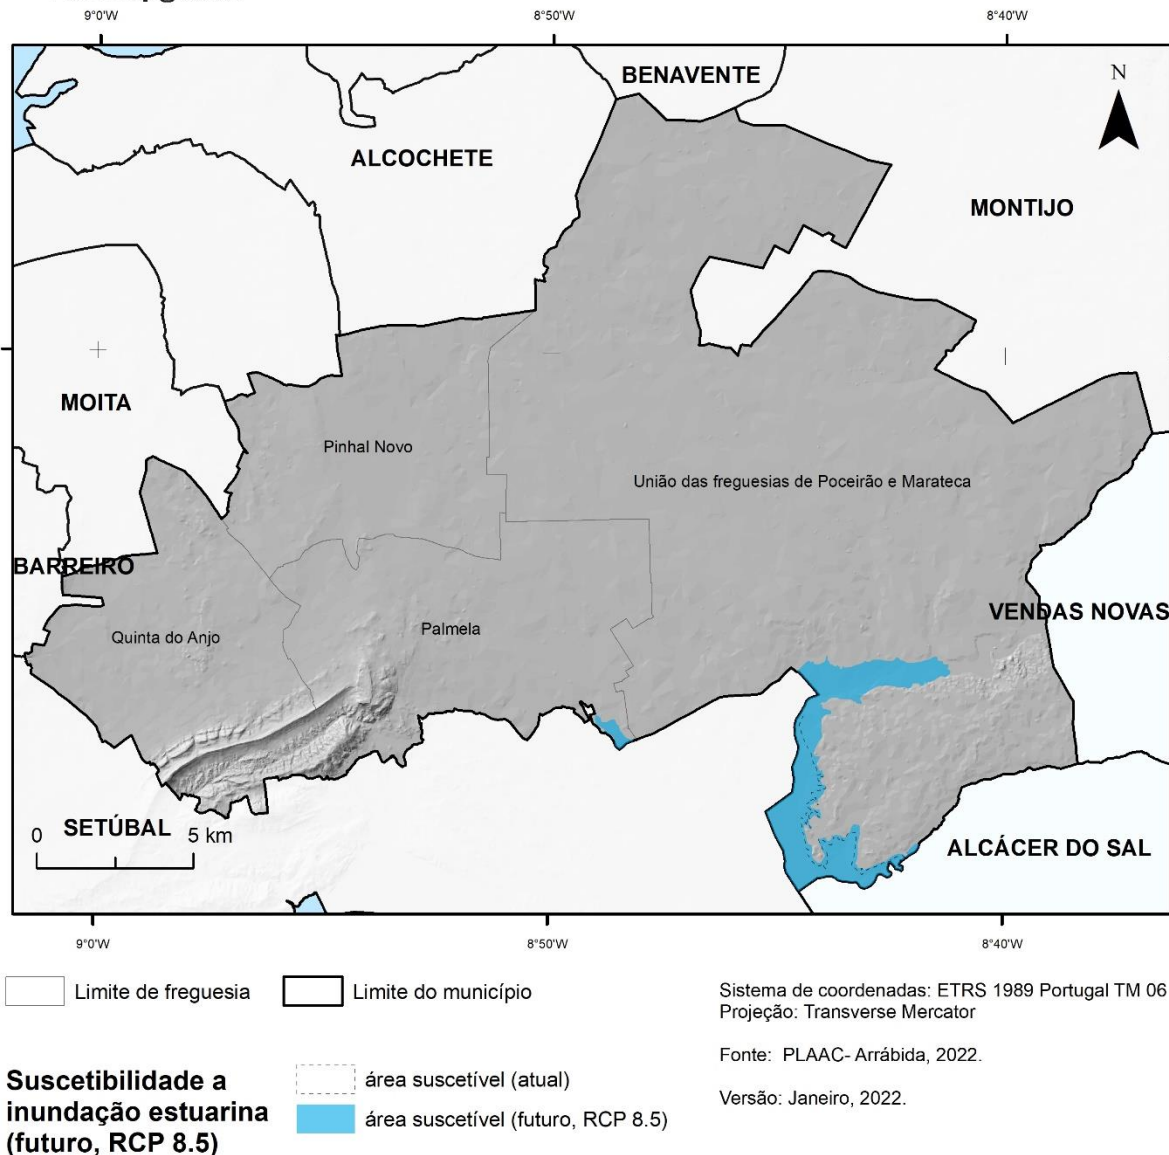 9°0'W 8°50'W 8°40'W
BENAVENTE
N
ALCOCHETE
MONTIJO
MOITA
Pinhal Novo
União das freguesias de Poceirão e Marateca
BARREIRO
VENDAS NOVAS
Quinta do Anjo
Palmela
SETÚBAL
0 5 km
ALCÁCER DO SAL
9°0'W 8°50'W 8°40'W
Limite de freguesia Limite do município
Sistema de coordenadas: ETRS 1989 Portugal TM 06
Projeção: Transverse Mercator
Fonte: PLAAC- Arrábida, 2022.
Versão: Janeiro, 2022.
Suscetibilidade a
inundação estuarina
(futuro, RCP 8.5)
área suscetível (atual)
área suscetível (futuro, RCP 8.5)